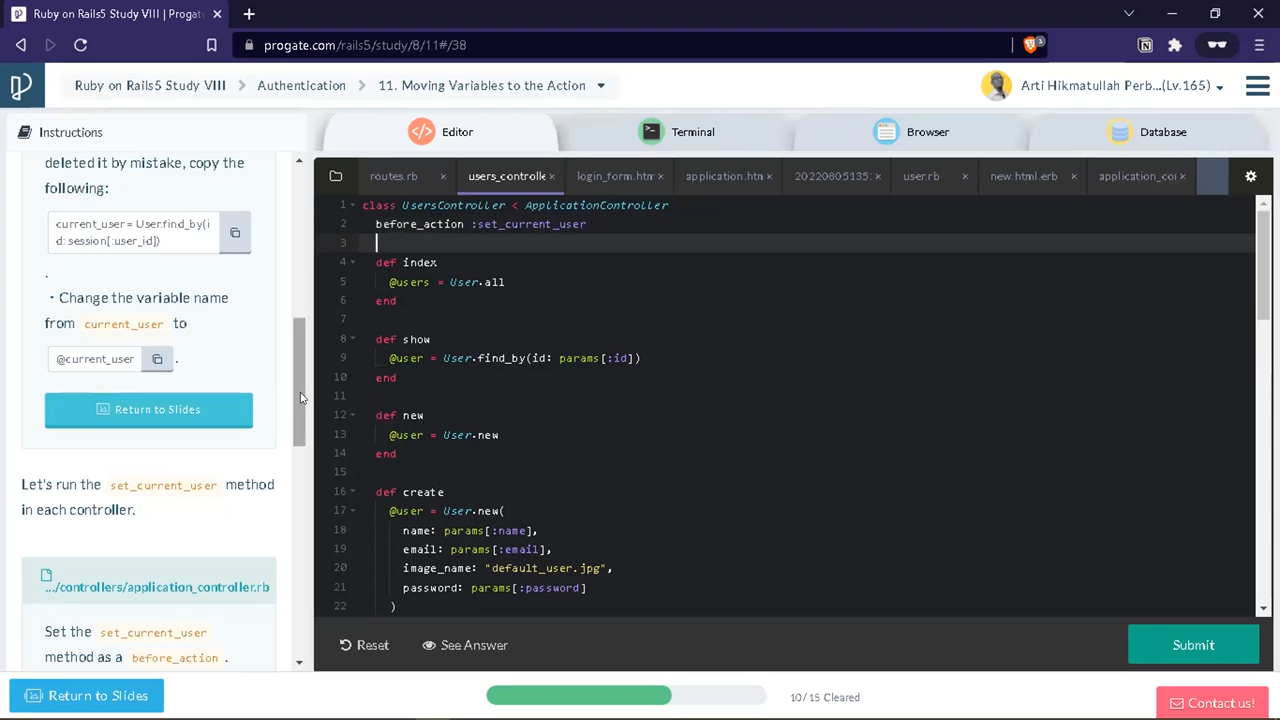 Ruby on Rails5 Study VIII | Progate
progate.com/rails5/study/8/11#/38
Ruby on Rails5 Study VIII
Authentication
11. Moving Variables to the Action
Arti Hikmatullah Perb...(Lv.165)
Instructions
Editor
Terminal
Browser
Database
deleted it by mistake, copy the
following:
current_user = User.find_by(i
d: session[:user_id])
.
・Change the variable name
from current_user to
@current_user .
Return to Slides
Let's run the set_current_user method
in each controller.
.../controllers/application_controller.rb
Set the set_current_user
method as a before_action .
routes.rb
users_controlle
login_form.htm
application.htm
20220805135
user.rb
new.html.erb
application_co
1 class UsersController < ApplicationController
2 before_action :set_current_user
3
4 def index
5 @users = User.all
6 end
7
8 def show
9 @user = User.find_by(id: params[:id])
10 end
11
12 def new
13 @user = User.new
14 end
15
16 def create
17 @user = User.new(
18 name: params[:name],
19 email: params[:email],
20 image_name: "default_user.jpg",
21 password: params[:password]
22 )
Reset
See Answer
Submit
Return to Slides
10/15 Cleared
Contact us!